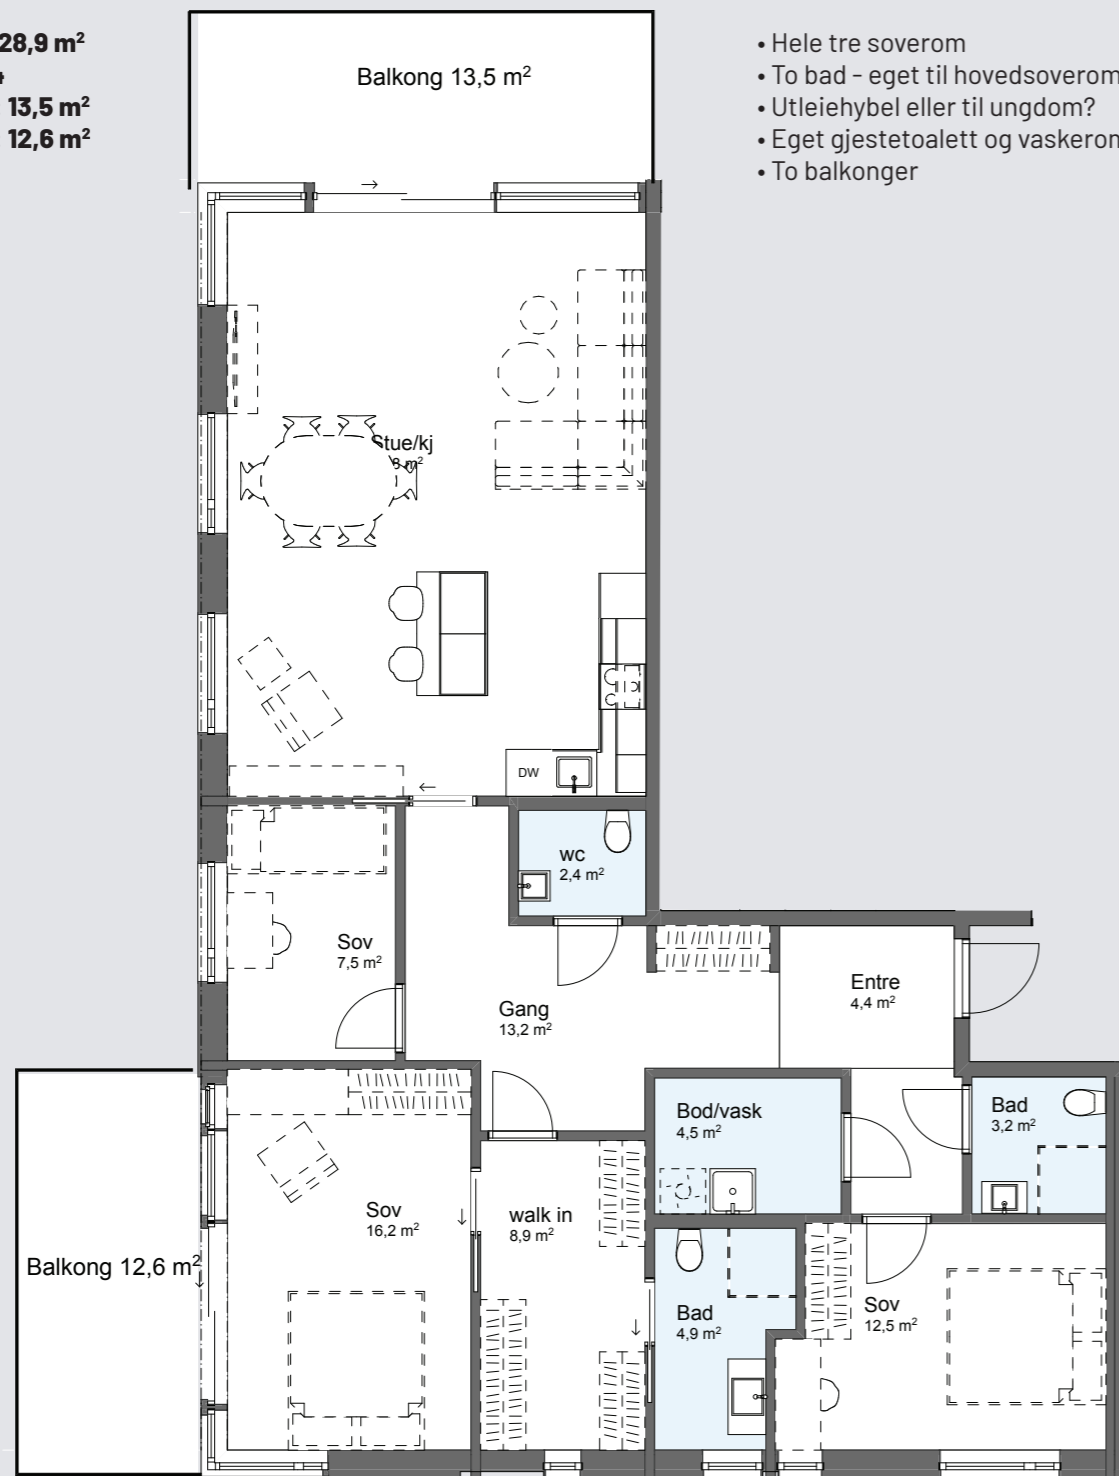 28,9 m²
13,5 m²
12,6 m²
• Hele tre soverom
• To bad - eget til hovedsoverom
• Utleiehybel eller til ungdom?
• Eget gjestetoalett og vaskerom
• To balkonger
Balkong 13,5 m²
Stue/kj
m²
DW
wc
2,4 m²
Sov
7,5 m²
Entre
4,4 m²
Gang
13,2 m²
Bod/vask
4,5 m²
Bad
3,2 m²
Sov
16,2 m²
walk in
8,9 m²
Balkong 12,6 m²
Bad
4,9 m²
Sov
12,5 m²